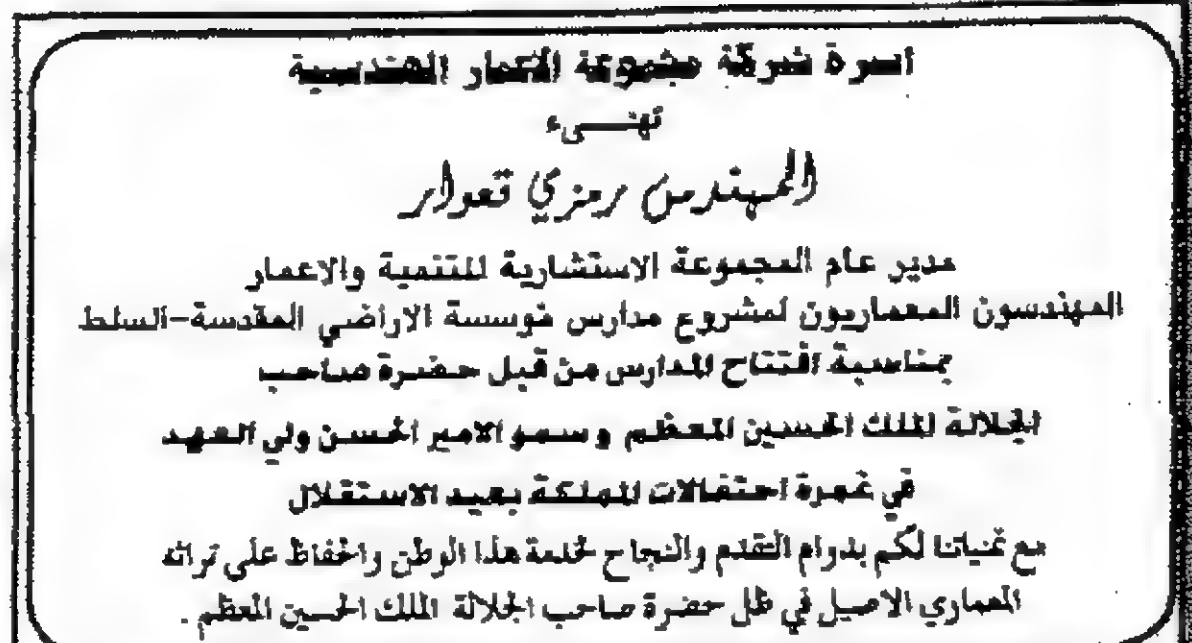 أسرة شركة مجموعة الاعمار الهندسية
تهنىء
المهندس رمزي قعوار
مدير عام المجموعة الاستشارية للتنمية والاعمار
المهندسون المعماريون لمشروع مدارس مؤسسة الاراضي المقدسة-السلط
بمناسبة افتتاح المدارس من قبل حضرة صاحب
الجلالة الملك الحسين المعظم وسمو الامير الحسن ولي العهد
في غمرة احتفالات المملكة بعيد الاستقلال
مع تمنياتنا لكم بدوام التقدم والنجاح لخدمة هذا الوطن والحفاظ على تراثه
المعماري الاصيل في ظل حضرة صاحب الجلالة الملك الحسين المعظم .